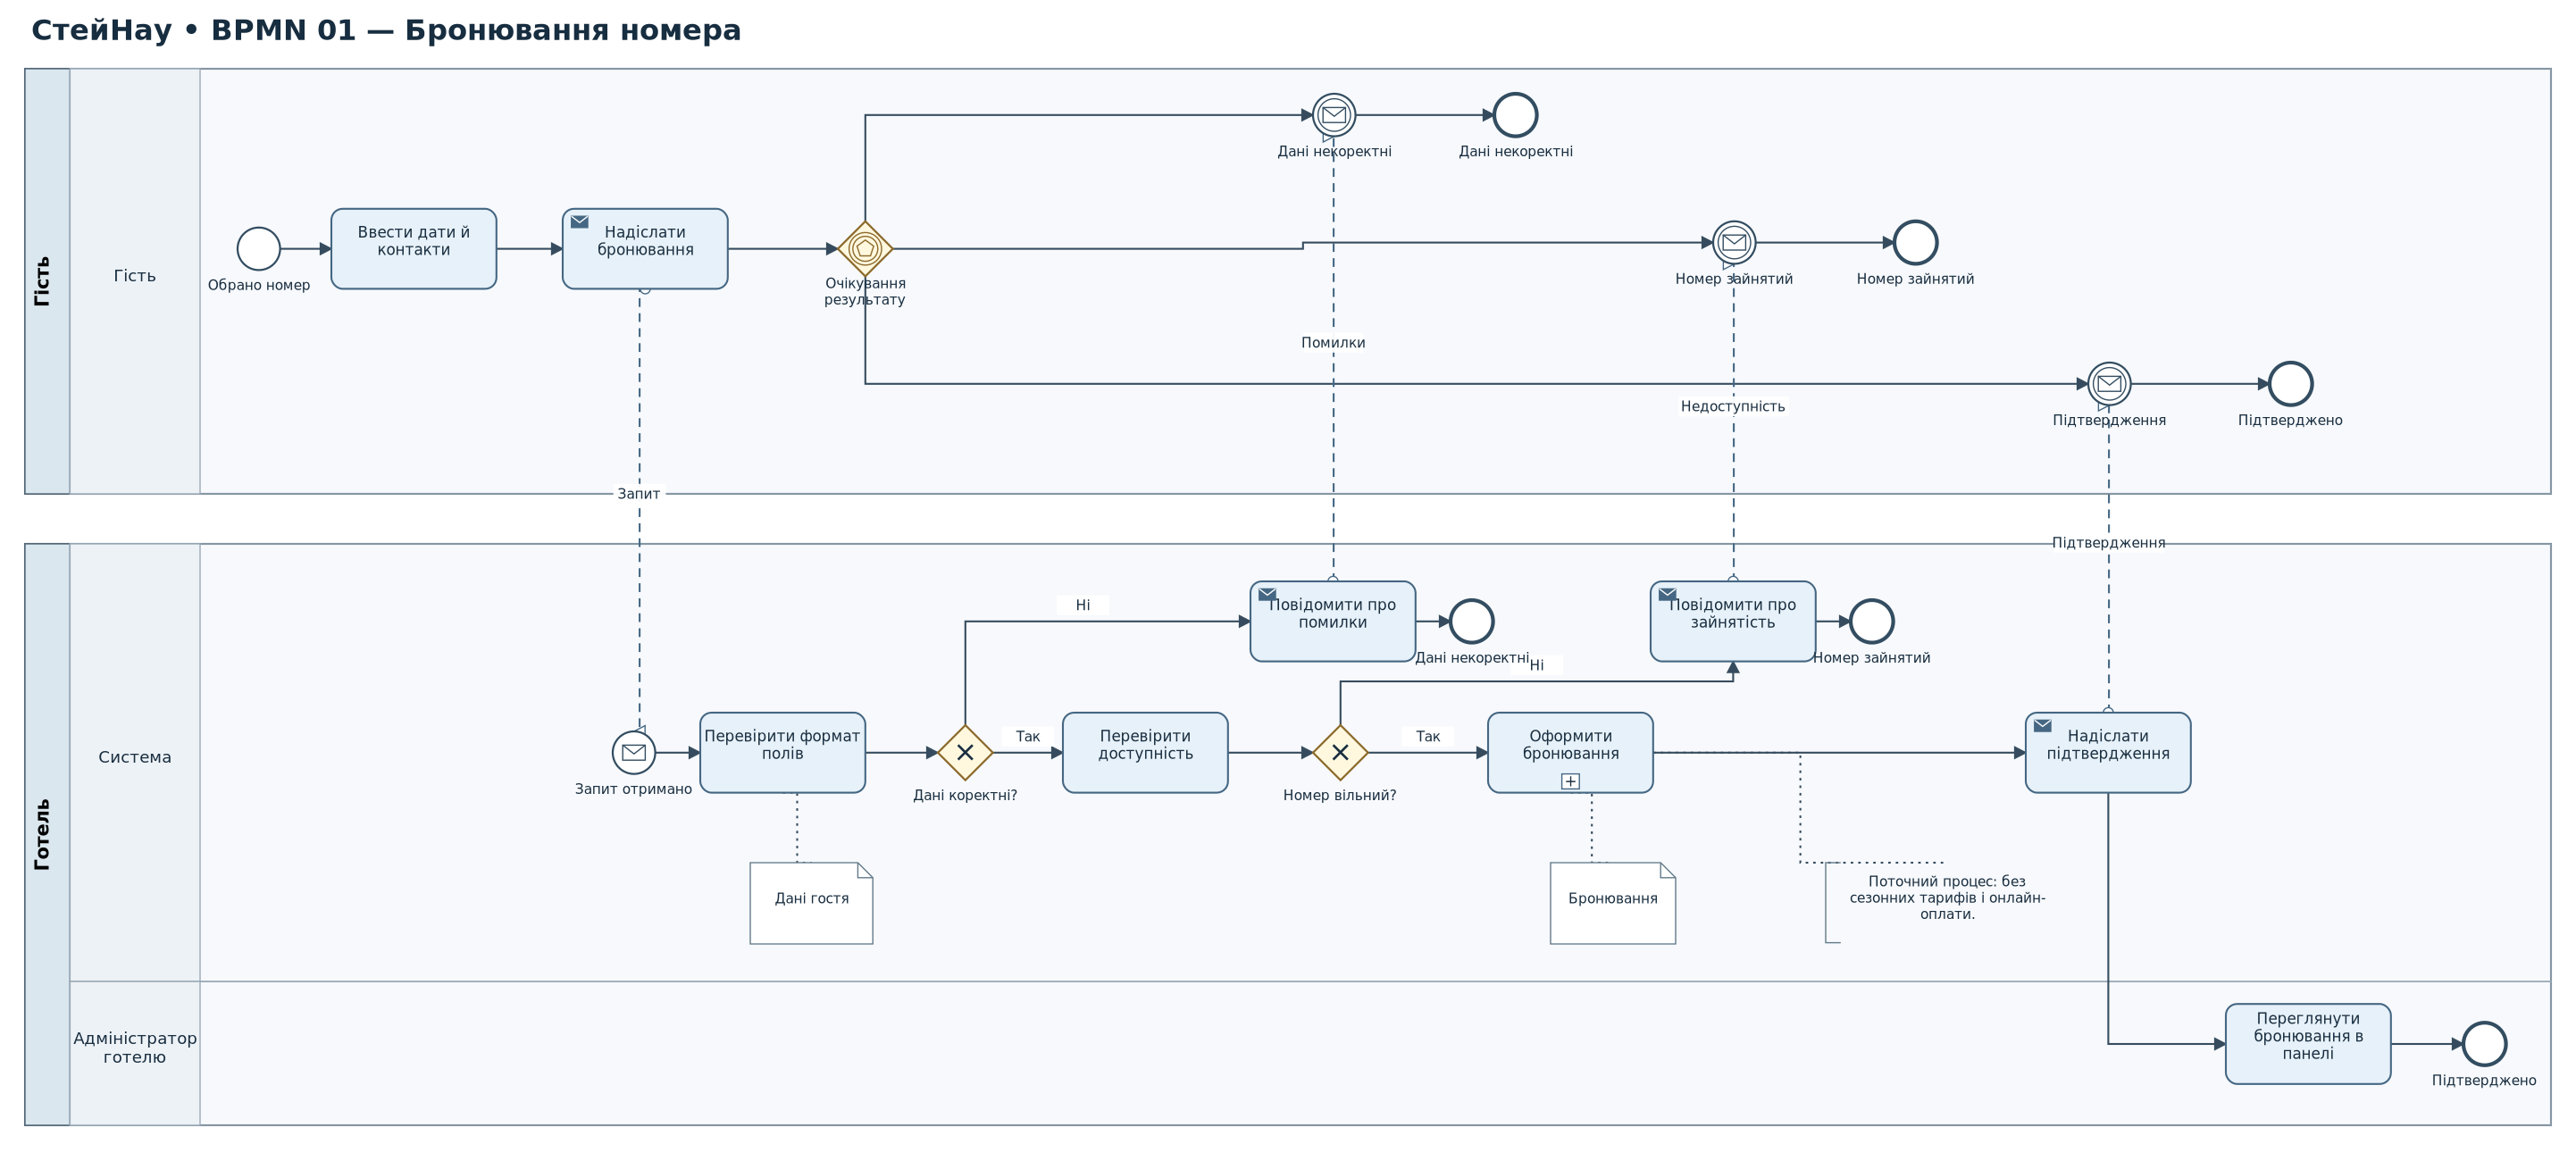 СтейНау • BPMN 01 — Бронювання номера
Гість
Гість
Обрано номер
Ввести дати й
контакти
Надіслати
бронювання
Очікування
результату
Дані некоректні
Дані некоректні
Номер зайнятий
Номер зайнятий
Підтвердження
Підтверджено
Помилки
Недоступність
Запит
Підтвердження
Готель
Система
Запит отримано
Перевірити формат
полів
Дані коректні?
Ні
Так
Повідомити про
помилки
Дані некоректні
Перевірити
доступність
Номер вільний?
Ні
Так
Повідомити про
зайнятість
Номер зайнятий
Оформити
бронювання
Надіслати
підтвердження
Дані гостя
Бронювання
Поточний процес: без
сезонних тарифів і онлайн-
оплати.
Адміністратор
готелю
Переглянути
бронювання в
панелі
Підтверджено